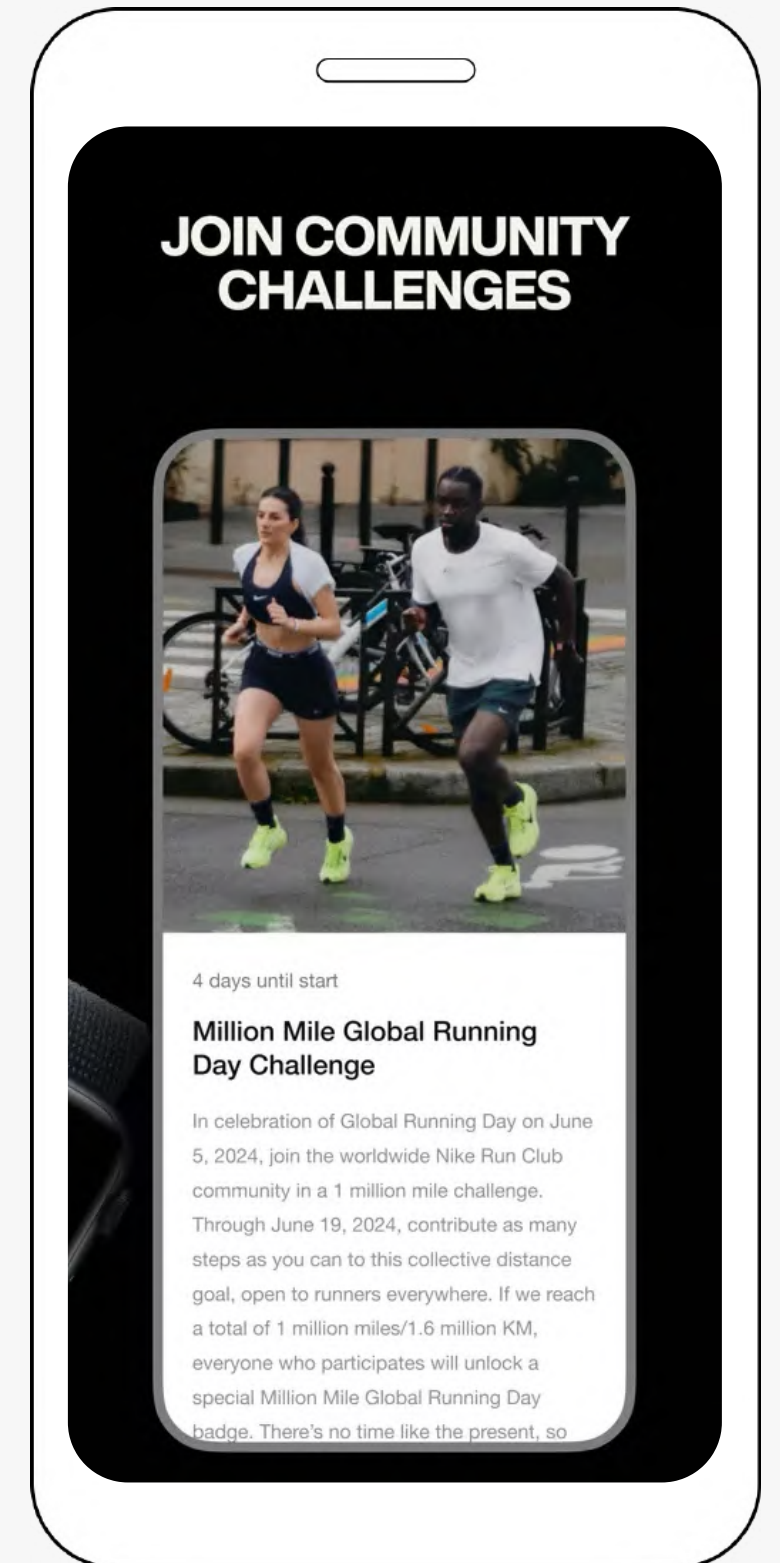 JOIN COMMUNITY
CHALLENGES
4 days until start
Million Mile Global Running
Day Challenge
In celebration of Global Running Day on June
5, 2024, join the worldwide Nike Run Club
community in a 1 million mile challenge.
Through June 19, 2024, contribute as many
steps as you can to this collective distance
goal, open to runners everywhere. If we reach
a total of 1 million miles/1.6 million KM,
everyone who participates will unlock a
special Million Mile Global Running Day
badge. There’s no time like the present, so